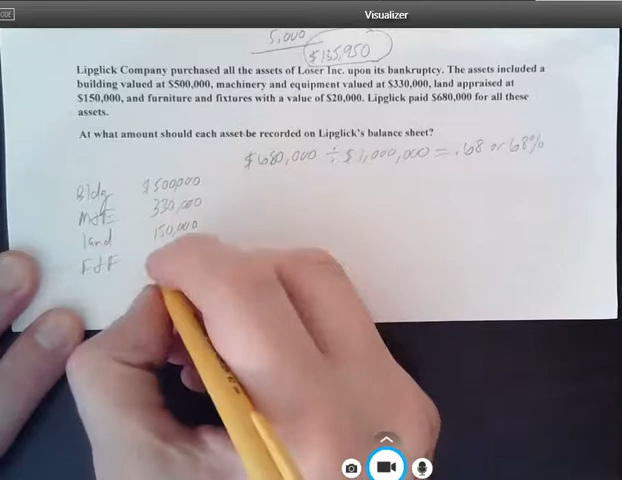 ODE
Visualizer
5,000
$135,950
Lipglick Company purchased all the assets of Loser Inc. upon its bankruptcy. The assets included a
building valued at $500,000, machinery and equipment valued at $330,000, land appraised at
$150,000, and furniture and fixtures with a value of $20,000. Lipglick paid $680,000 for all these
assets.
At what amount should each asset be recorded on Lipglick's balance sheet?
$680,000 ÷ $1,000,000 = .68 or 68%
Bldg $500000
M&E 330,000
land 150,000
F&F